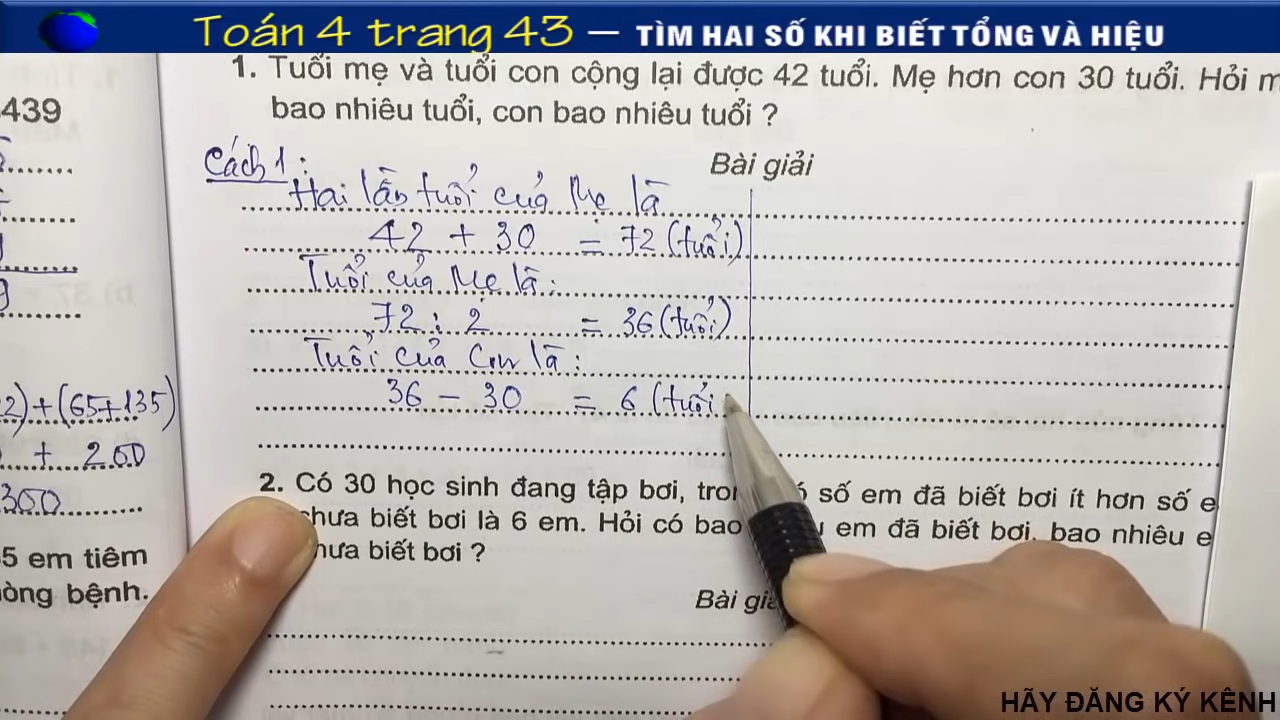 Toán 4 trang 43 – TÌM HAI SỐ KHI BIẾT TỔNG VÀ HIỆU
439
2)+(65+135)
+ 200
300
5 em tiêm
òng bệnh.
1. Tuổi mẹ và tuổi con cộng lại được 42 tuổi. Mẹ hơn con 30 tuổi. Hỏi m
bao nhiêu tuổi, con bao nhiêu tuổi ?
Bài giải
Cách 1:
Hai lần tuổi của Mẹ là
42 + 30 = 72 (tuổi)
Tuổi của Mẹ là:
72 : 2 = 36 (tuổi)
Tuổi của Con là:
36 - 30 = 6 (tuổi
2. Có 30 học sinh đang tập bơi, tron số em đã biết bơi ít hơn số e
chưa biết bơi là 6 em. Hỏi có bao em đã biết bơi, bao nhiêu e
hưa biết bơi ?
Bài giả
HÃY ĐĂNG KÝ KÊNH